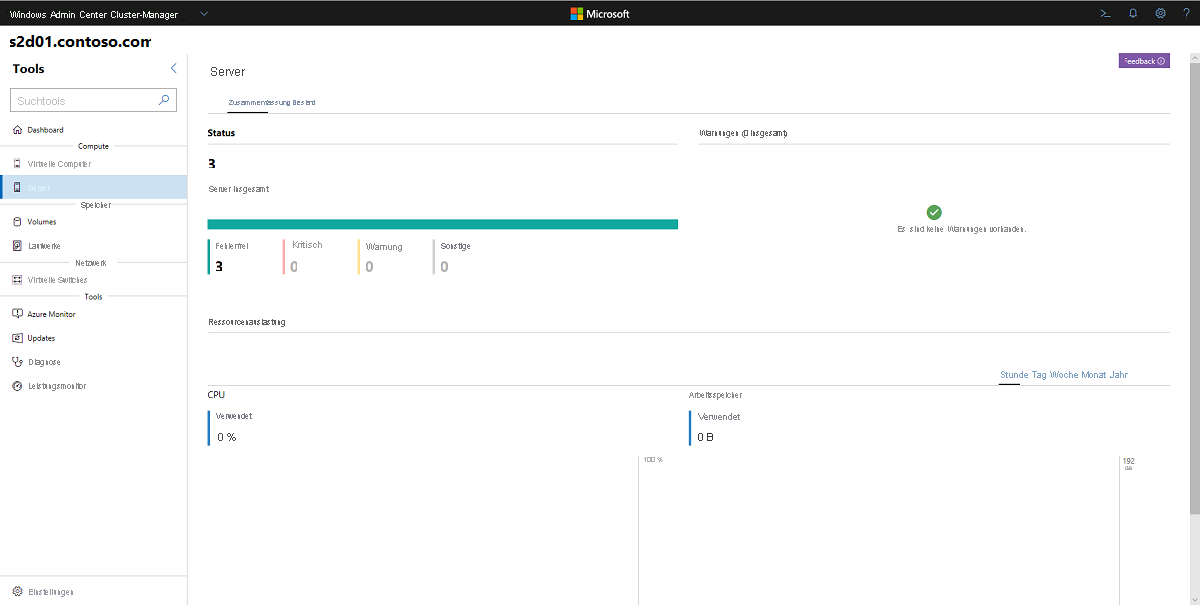 Windows Admin Center Cluster-Manager
Microsoft
s2d01.contoso.com
Tools
Suchtools
Dashboard
Compute
Virtuelle Computer
Server
Speicher
Volumes
Laufwerke
Netzwerk
Virtuelle Switches
Tools
Azure Monitor
Updates
Diagnose
Leistungsmonitor
Einstellungen
Server
Feedback
Zusammenfassung Bestand
Status
3
Server insgesamt
Fehlerfrei
3
Kritisch
0
Warnung
0
Sonstige
0
Warnungen (0 insgesamt)
Es sind keine Warnungen vorhanden.
Ressourcenauslastung
Stunde Tag Woche Monat Jahr
CPU
Verwendet
0 %
100 %
Arbeitsspeicher
Verwendet
0 B
192
GB